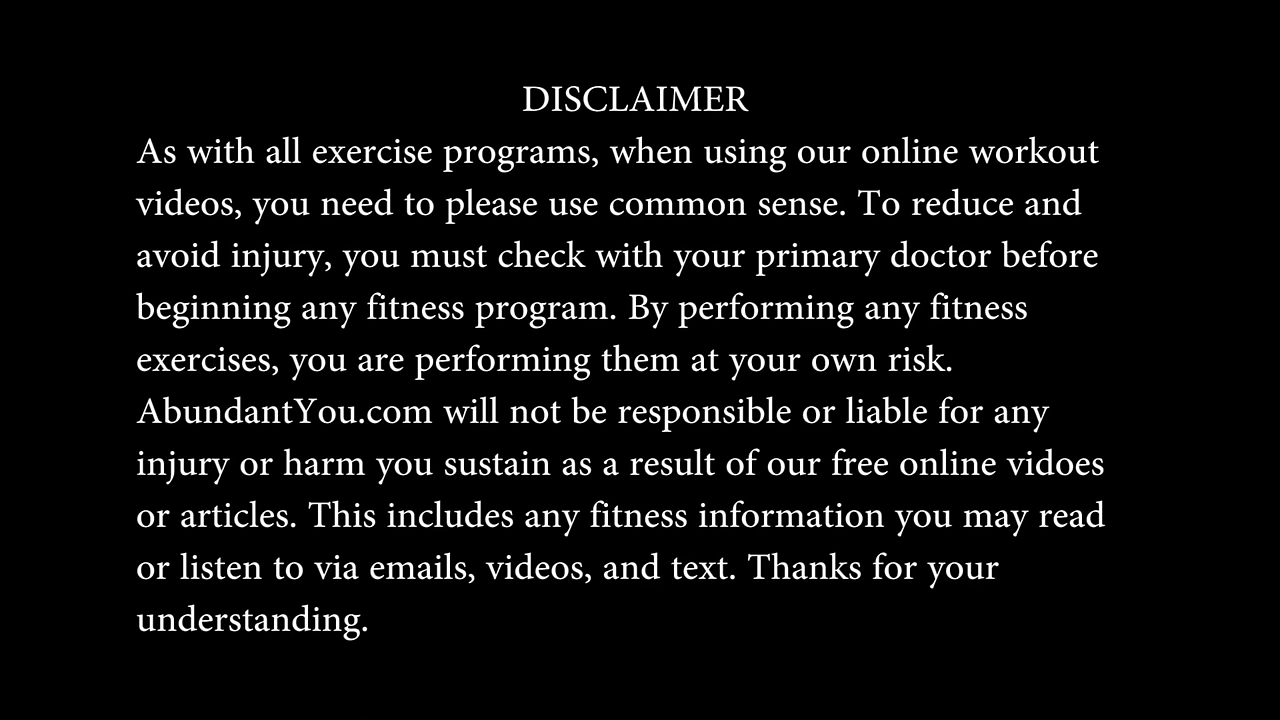 DISCLAIMER
As with all exercise programs, when using our online workout
videos, you need to please use common sense. To reduce and
avoid injury, you must check with your primary doctor before
beginning any fitness program. By performing any fitness
exercises, you are performing them at your own risk.
AbundantYou.com will not be responsible or liable for any
injury or harm you sustain as a result of our free online vidoes
or articles. This includes any fitness information you may read
or listen to via emails, videos, and text. Thanks for your
understanding.